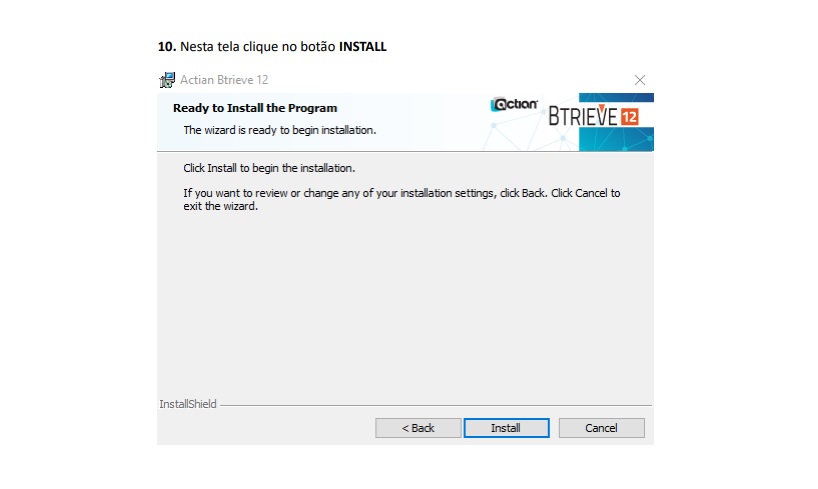 10. Nesta tela clique no botão INSTALL
Actian Btrieve 12
Ready to Install the Program
The wizard is ready to begin installation.
Actian
BTRIEVE 12
Click Install to begin the installation.
If you want to review or change any of your installation settings, click Back. Click Cancel to
exit the wizard.
InstallShield
< Back
Install
Cancel